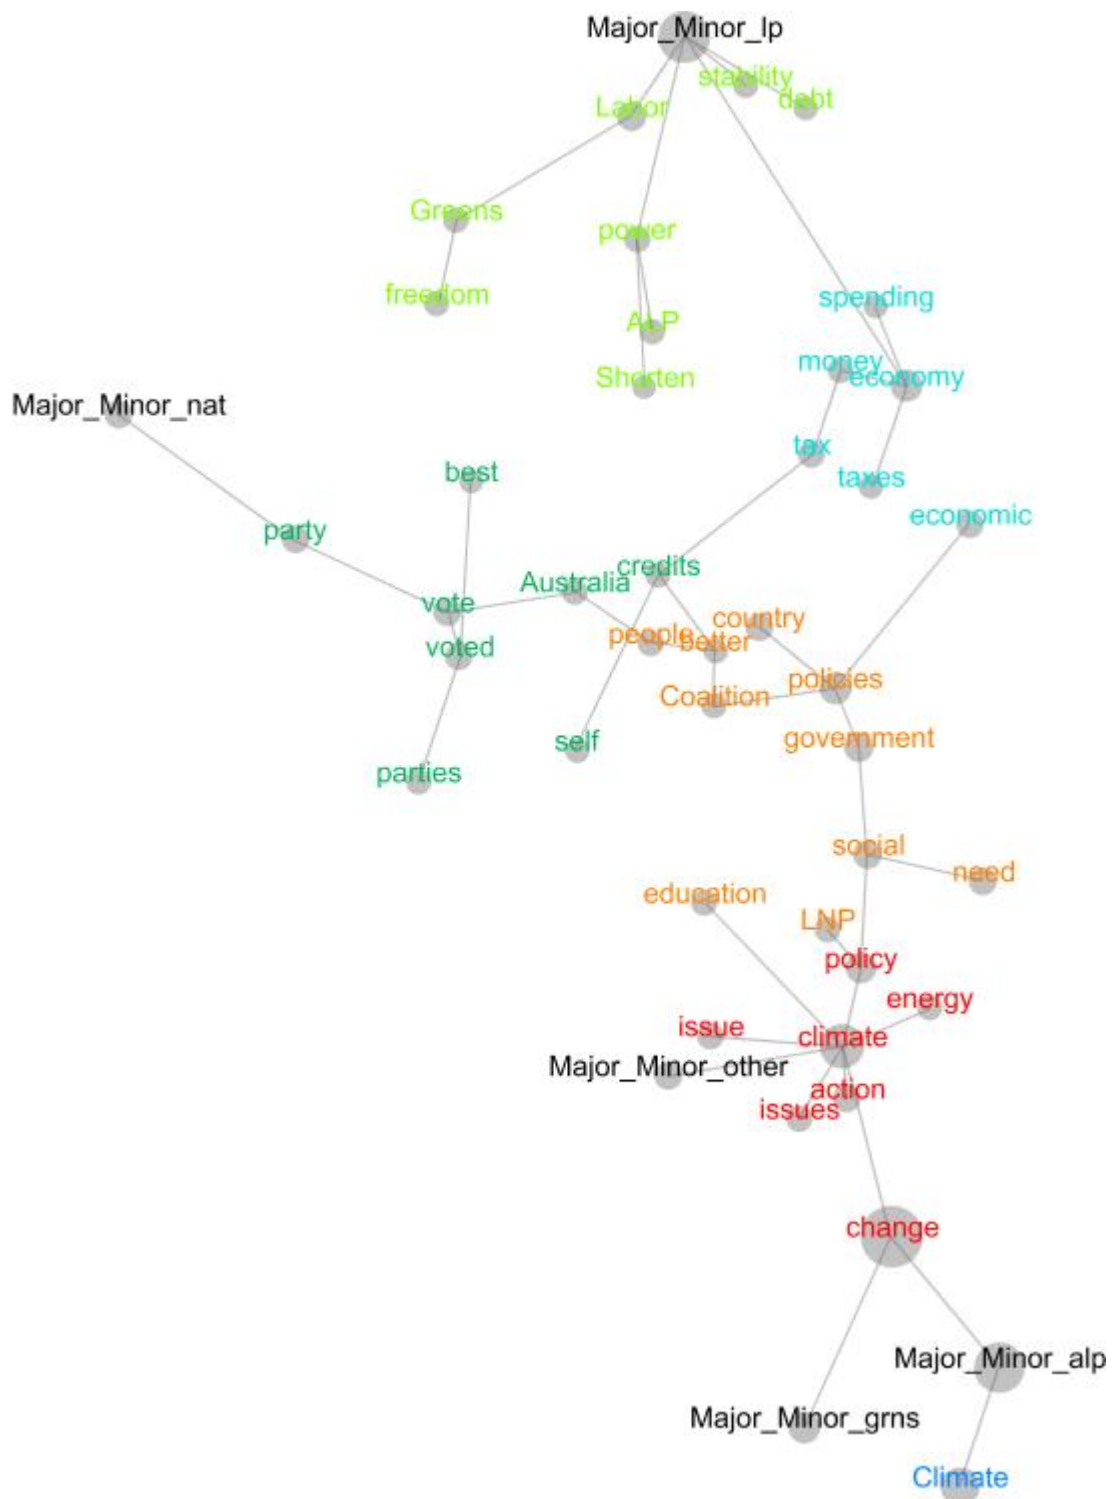 Major_Minor_lp
stability
debt
Labor
Greens
power
freedom
spending
ALP
money
economy
Shorten
Major_Minor_nat
tax
best
taxes
economic
party
credits
Australia
vote
country
people
better
voted
policies
Coalition
government
self
parties
social
need
education
LNP
policy
energy
issue
climate
Major_Minor_other
action
issues
change
Major_Minor_alp
Major_Minor_grns
Climate